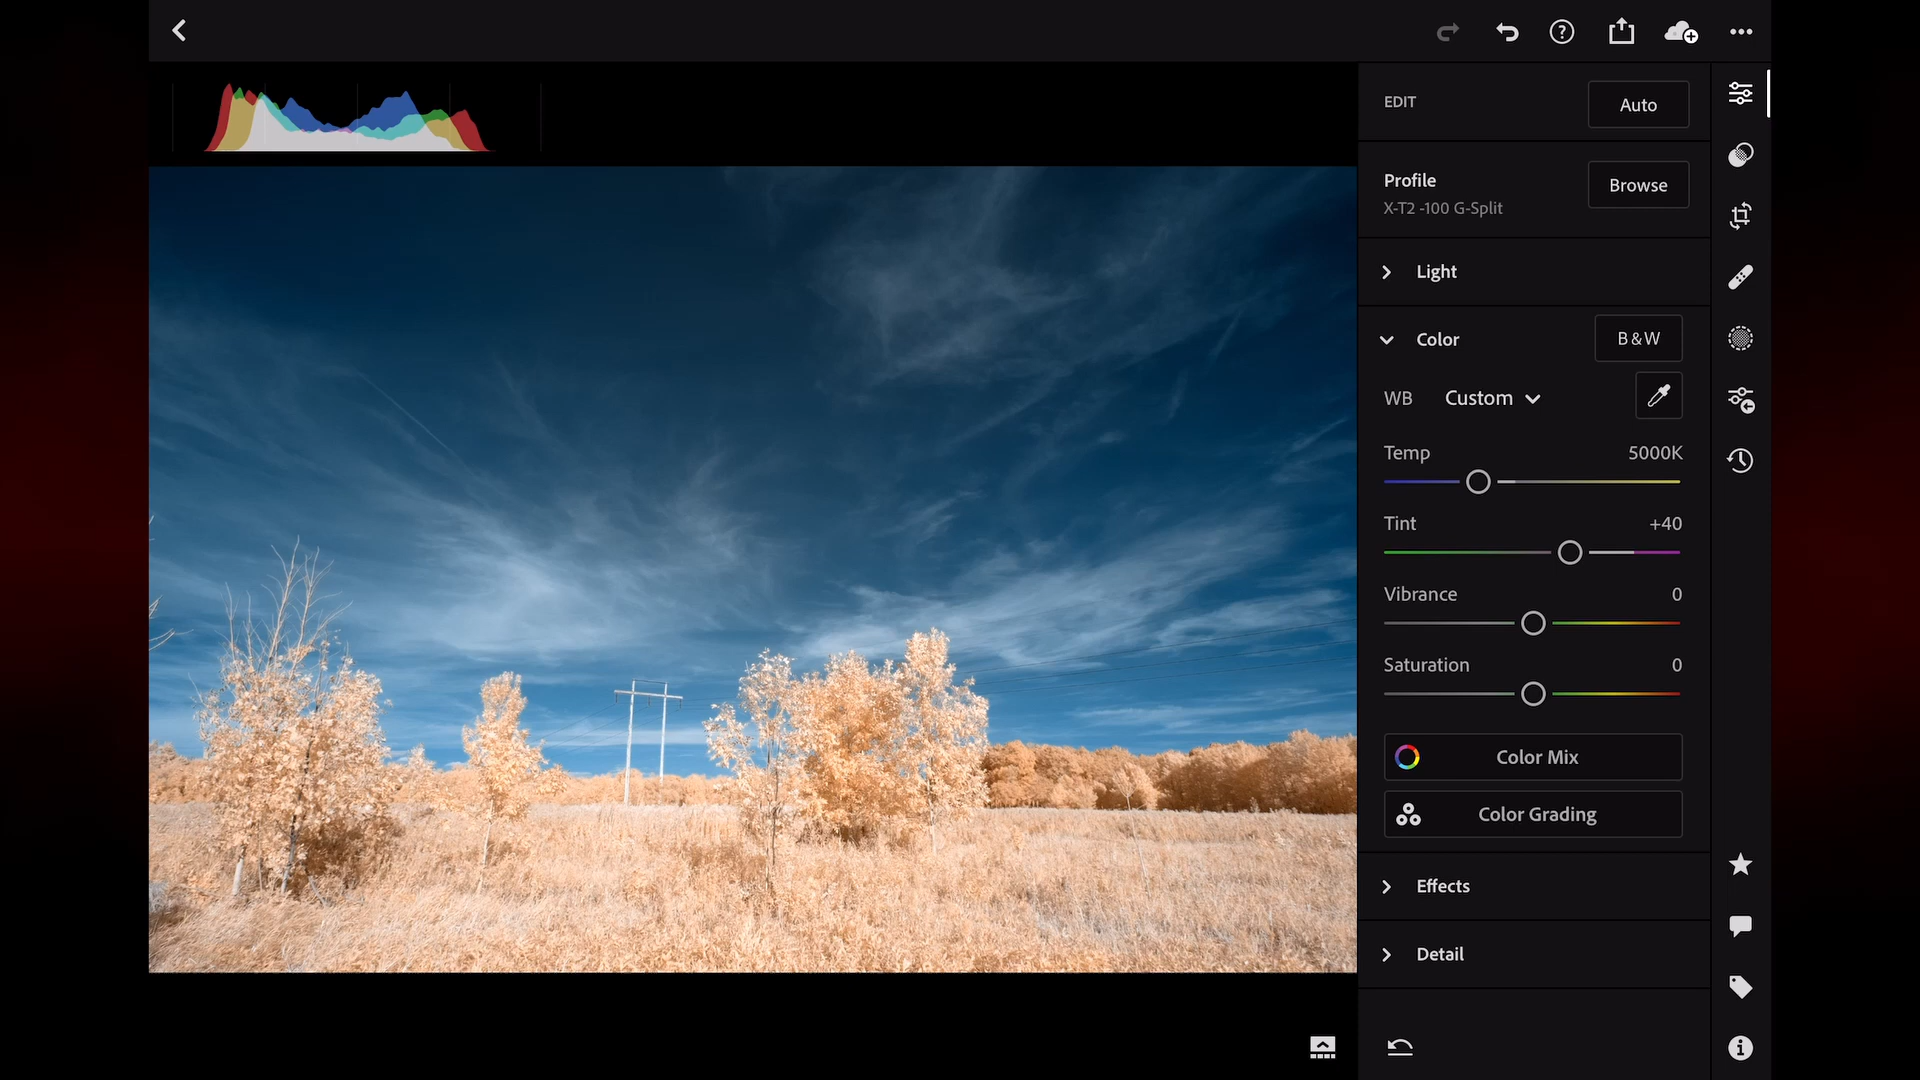 EDIT
Auto
Profile
Browse
X-T2 -100 G-Split
Light
Color
B&W
WB
Custom
Temp
5000K
Tint
+40
Vibrance
0
Saturation
0
Color Mix
Color Grading
Effects
Detail